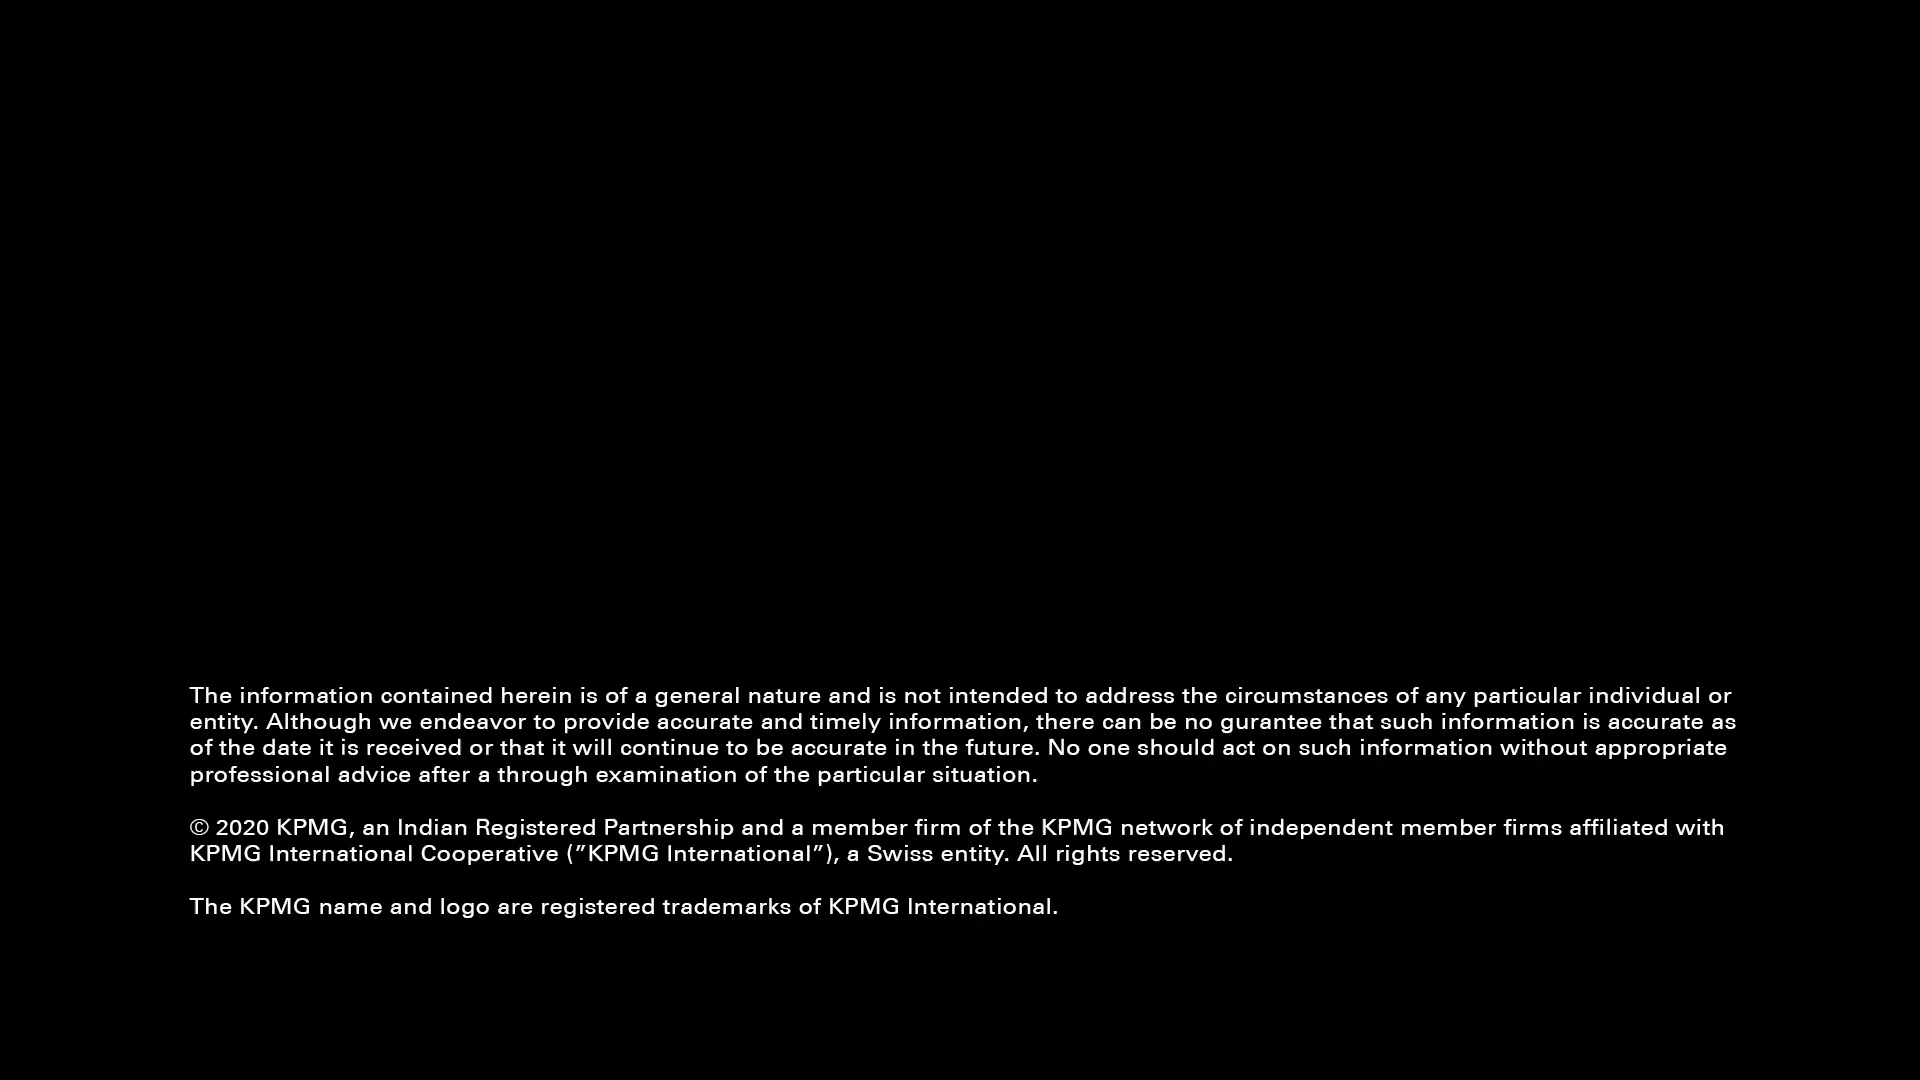 The information contained herein is of a general nature and is not intended to address the circumstances of any particular individual or
entity. Although we endeavor to provide accurate and timely information, there can be no gurantee that such information is accurate as
of the date it is received or that it will continue to be accurate in the future. No one should act on such information without appropriate
professional advice after a through examination of the particular situation.
© 2020 KPMG, an Indian Registered Partnership and a member firm of the KPMG network of independent member firms affiliated with
KPMG International Cooperative (”KPMG International”), a Swiss entity. All rights reserved.
The KPMG name and logo are registered trademarks of KPMG International.